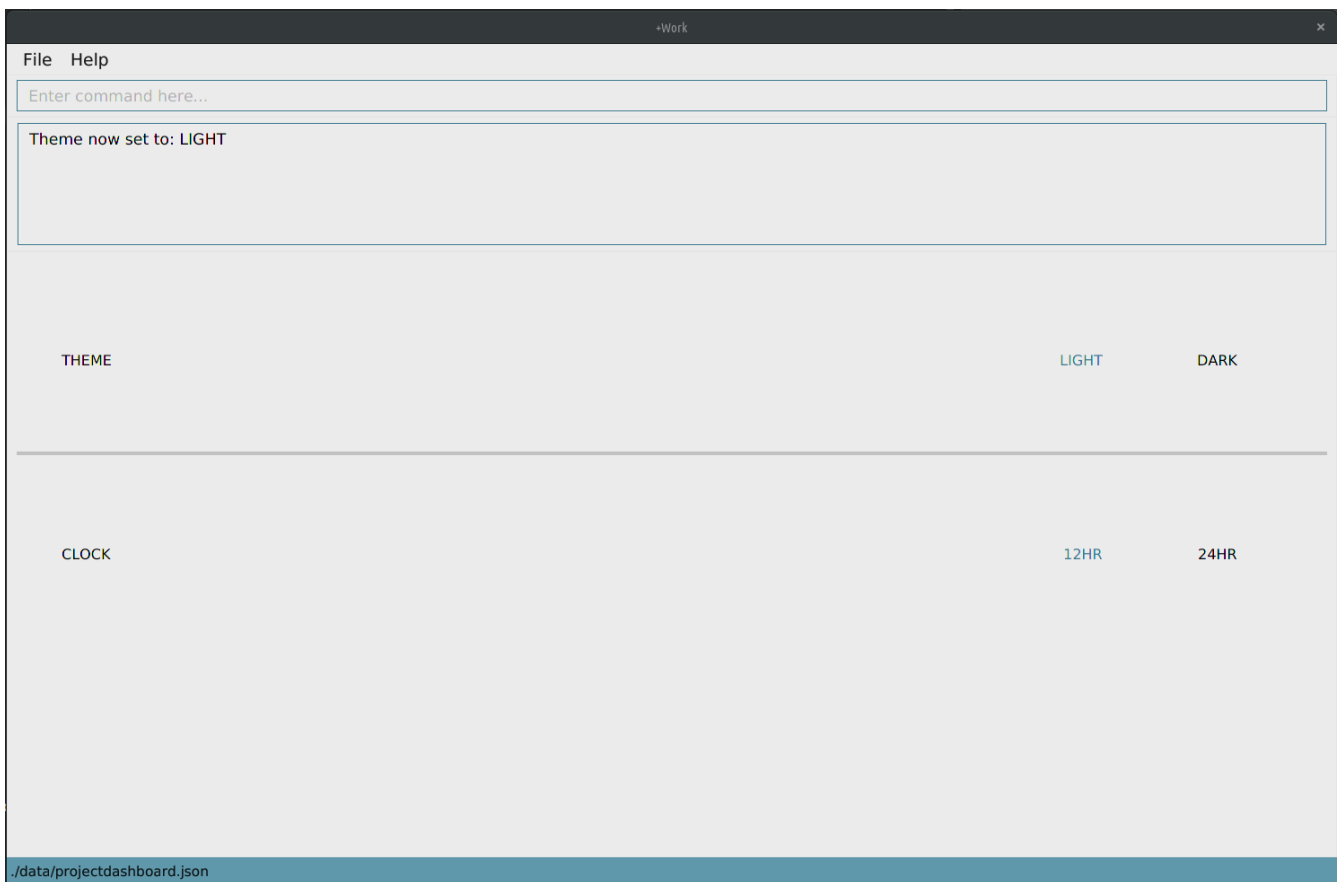 +Work
File Help
Enter command here...
Theme now set to: LIGHT
THEME LIGHT DARK
CLOCK 12HR 24HR
./data/projectdashboard.json